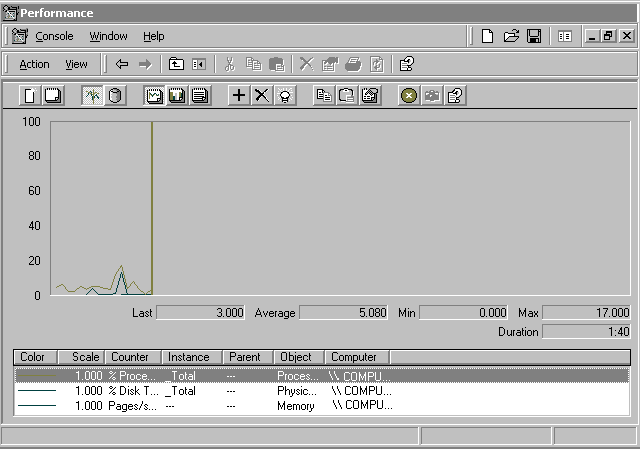 Performance
Console Window Help
Action View
100
80
60
40
20
0
Last 3.000 Average 5.080 Min 0.000 Max 17.000
Duration 1:40
Color Scale Counter Instance Parent Object Computer
1.000 % Proce... _Total --- Proces... \\ COMPU...
1.000 % Disk T... _Total --- Physic... \\ COMPU...
1.000 Pages/s... --- --- Memory \\ COMPU...